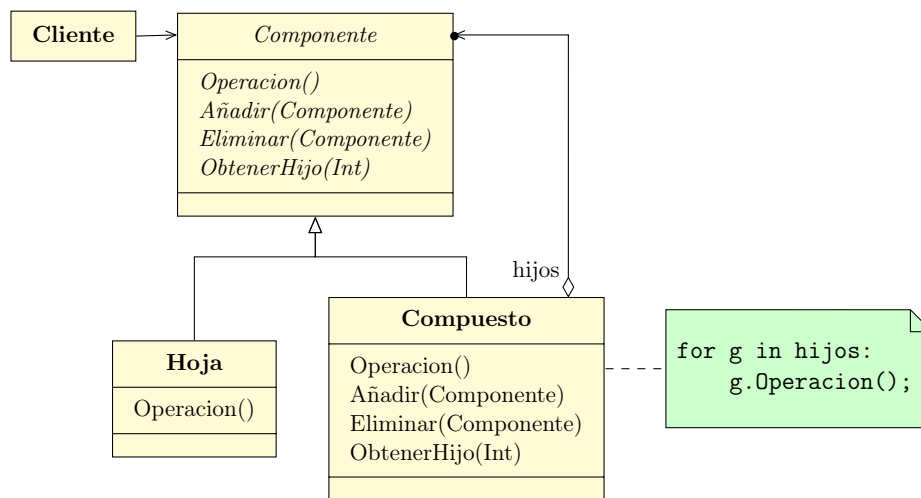 Cliente
Componente
Operacion()
Añadir(Componente)
Eliminar(Componente)
ObtenerHijo(Int)
hijos
Hoja
Operacion()
Compuesto
Operacion()
Añadir(Componente)
Eliminar(Componente)
ObtenerHijo(Int)
for g in hijos:
    g.Operacion();